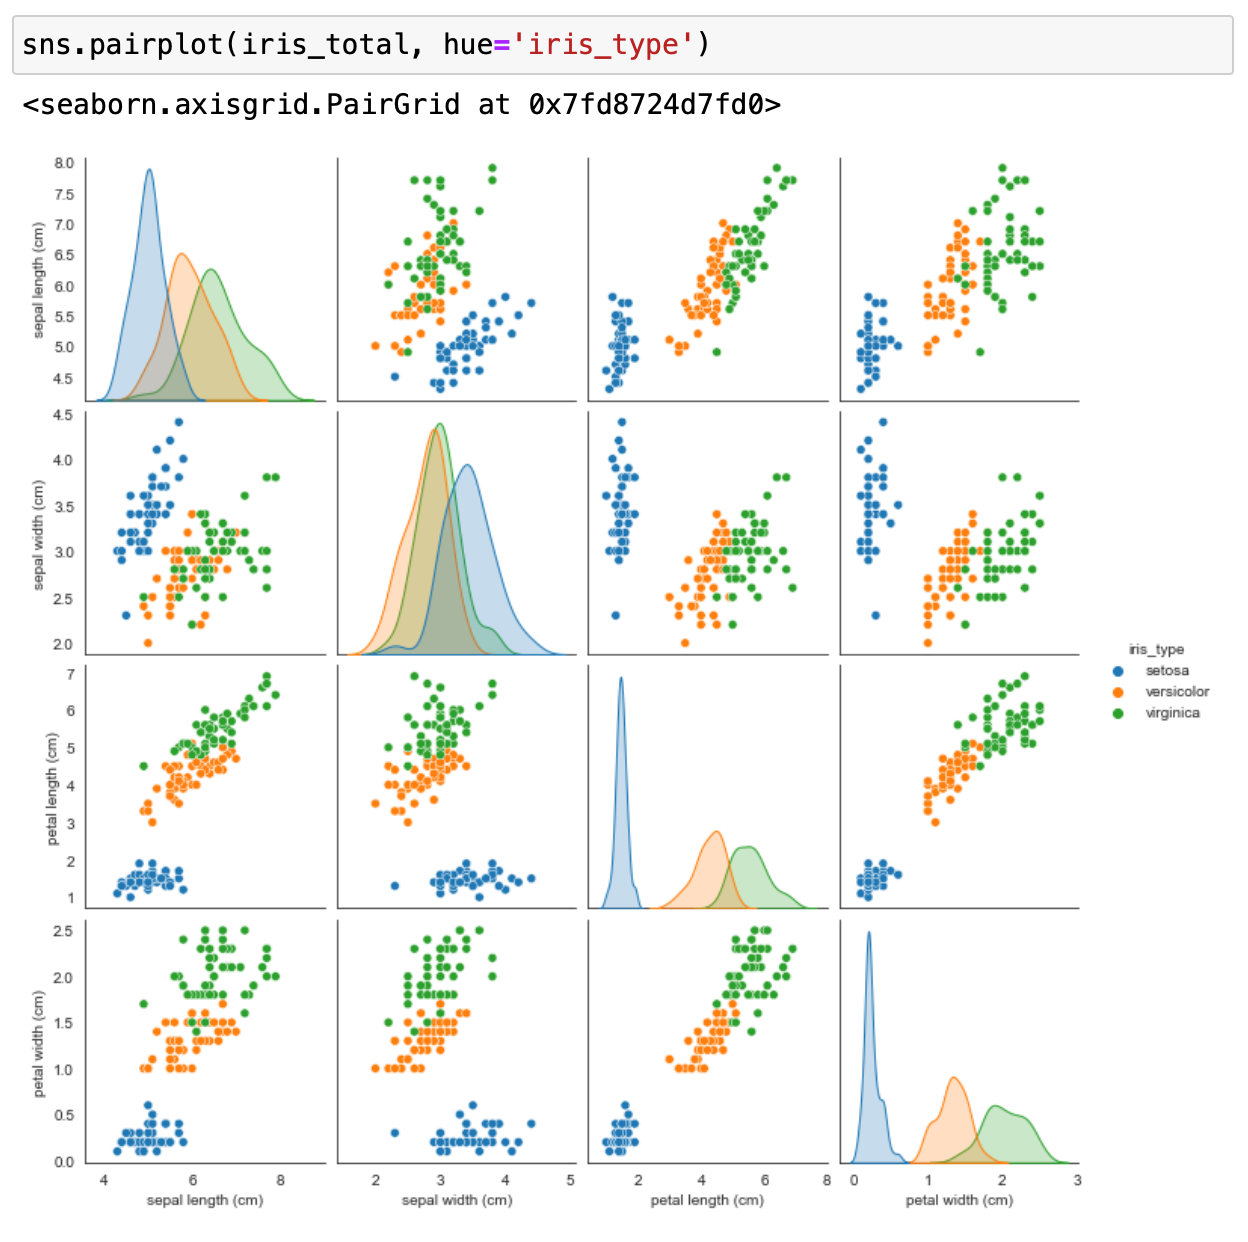 sns.pairplot(iris_total, hue='iris_type')
<seaborn.axisgrid.PairGrid at 0x7fd8724d7fd0>
8.0
7.5
7.0
6.5
6.0
5.5
5.0
4.5
sepal length (cm)
4.5
4.0
3.5
3.0
2.5
2.0
sepal width (cm)
7
6
5
4
3
2
1
petal length (cm)
2.5
2.0
1.5
1.0
0.5
0.0
petal width (cm)
4 6 8
sepal length (cm)
2 3 4 5
sepal width (cm)
2 4 6 8
petal length (cm)
0 1 2 3
petal width (cm)
iris_type
setosa
versicolor
virginica